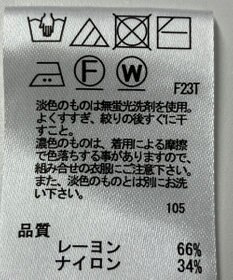 F
W
F23T
淡色のものは無蛍光洗剤を使用。
よくすすぎ、絞りの後すぐに干
すこと。
濃色のものは、着用による摩擦
で色落ちする事がありますので、
組み合せの衣服にご注意下さい。
また、淡色のものとは別にお洗
い下さい。
105
品質
レーヨン 66%
ナイロン 34%